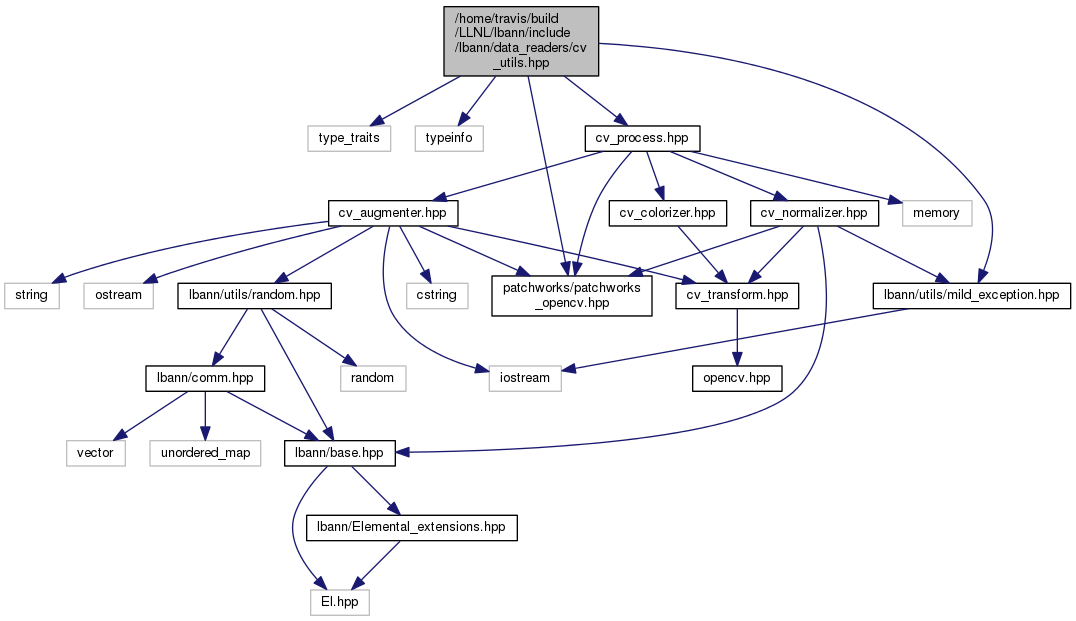 /home/travis/build
/LLNL/lbann/include
/lbann/data_readers/cv
_utils.hpp
type_traits
typeinfo
cv_process.hpp
cv_augmenter.hpp
cv_colorizer.hpp
cv_normalizer.hpp
memory
string
ostream
lbann/utils/random.hpp
cstring
patchworks/patchworks
_opencv.hpp
cv_transform.hpp
lbann/utils/mild_exception.hpp
lbann/comm.hpp
random
iostream
opencv.hpp
vector
unordered_map
lbann/base.hpp
lbann/Elemental_extensions.hpp
El.hpp